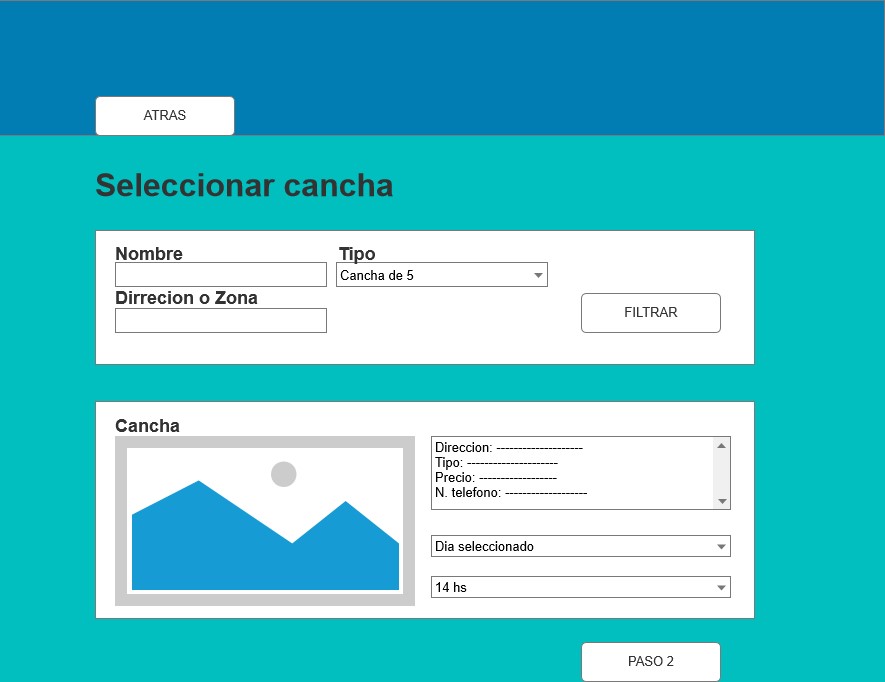 ATRAS
Seleccionar cancha
Nombre
Tipo
Cancha de 5
Dirrecion o Zona
FILTRAR
Cancha
Direccion: --------------------
Tipo: ---------------------
Precio: ------------------
N. telefono: -------------------
Dia seleccionado
14 hs
PASO 2